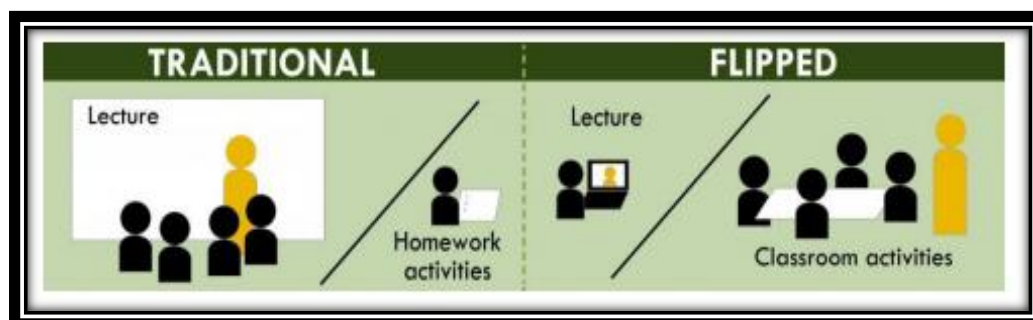 TRADITIONAL
Lecture
Homework
activities
FLIPPED
Lecture
Classroom activities